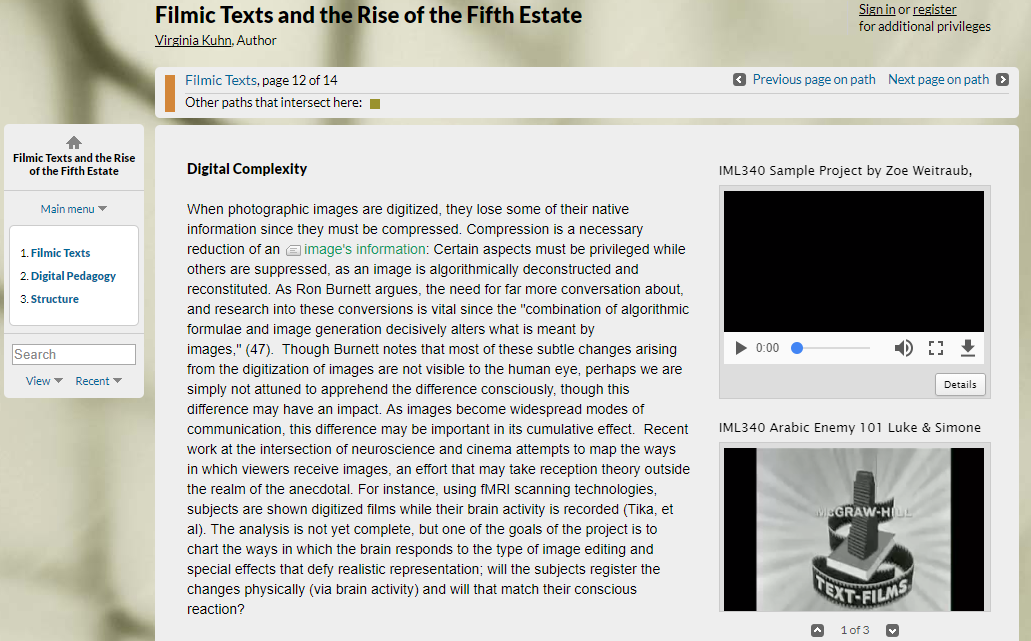 Filmic Texts and the Rise of the Fifth Estate
Virginia Kuhn, Author
Sign in or register
for additional privileges
Filmic Texts, page 12 of 14
Previous page on path Next page on path
Other paths that intersect here:
Filmic Texts and the Rise
of the Fifth Estate
Main menu
1. Filmic Texts
2. Digital Pedagogy
3. Structure
Search
View Recent
Digital Complexity
When photographic images are digitized, they lose some of their native
information since they must be compressed. Compression is a necessary
reduction of an image's information: Certain aspects must be privileged while
others are suppressed, as an image is algorithmically deconstructed and
reconstituted. As Ron Burnett argues, the need for far more conversation about,
and research into these conversions is vital since the "combination of algorithmic
formulae and image generation decisively alters what is meant by
images," (47).  Though Burnett notes that most of these subtle changes arising
from the digitization of images are not visible to the human eye, perhaps we are
simply not attuned to apprehend the difference consciously, though this
difference may have an impact. As images become widespread modes of
communication, this difference may be important in its cumulative effect.  Recent
work at the intersection of neuroscience and cinema attempts to map the ways
in which viewers receive images, an effort that may take reception theory outside
the realm of the anecdotal. For instance, using fMRI scanning technologies,
subjects are shown digitized films while their brain activity is recorded (Tika, et
al). The analysis is not yet complete, but one of the goals of the project is to
chart the ways in which the brain responds to the type of image editing and
special effects that defy realistic representation; will the subjects register the
changes physically (via brain activity) and will that match their conscious
reaction?
IML340 Sample Project by Zoe Weitraub,
0:00
Details
IML340 Arabic Enemy 101 Luke & Simone
McGRAW-HILL
TEXT-FILMS
1 of 3